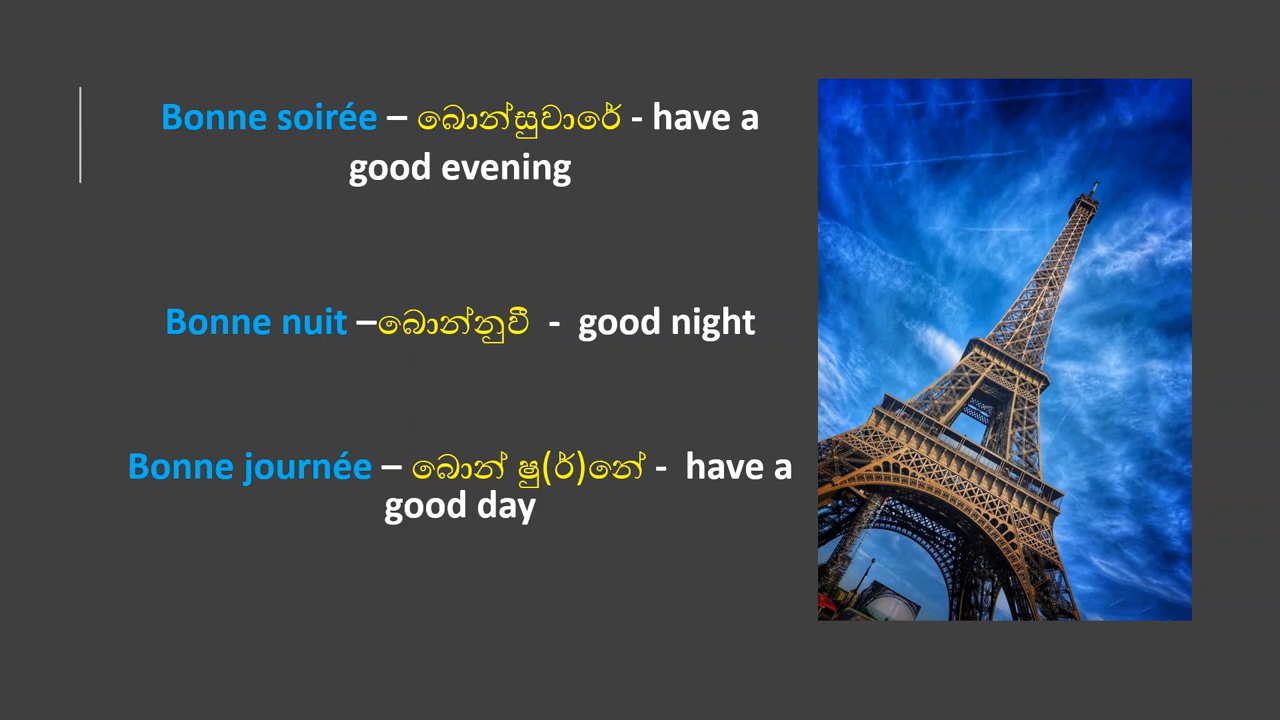 Bonne soirée – බොන්සුවාරේ - have a
good evening
Bonne nuit –බොන්නුවී - good night
Bonne journée – බොන් ෂු(ර්)නේ - have a
good day